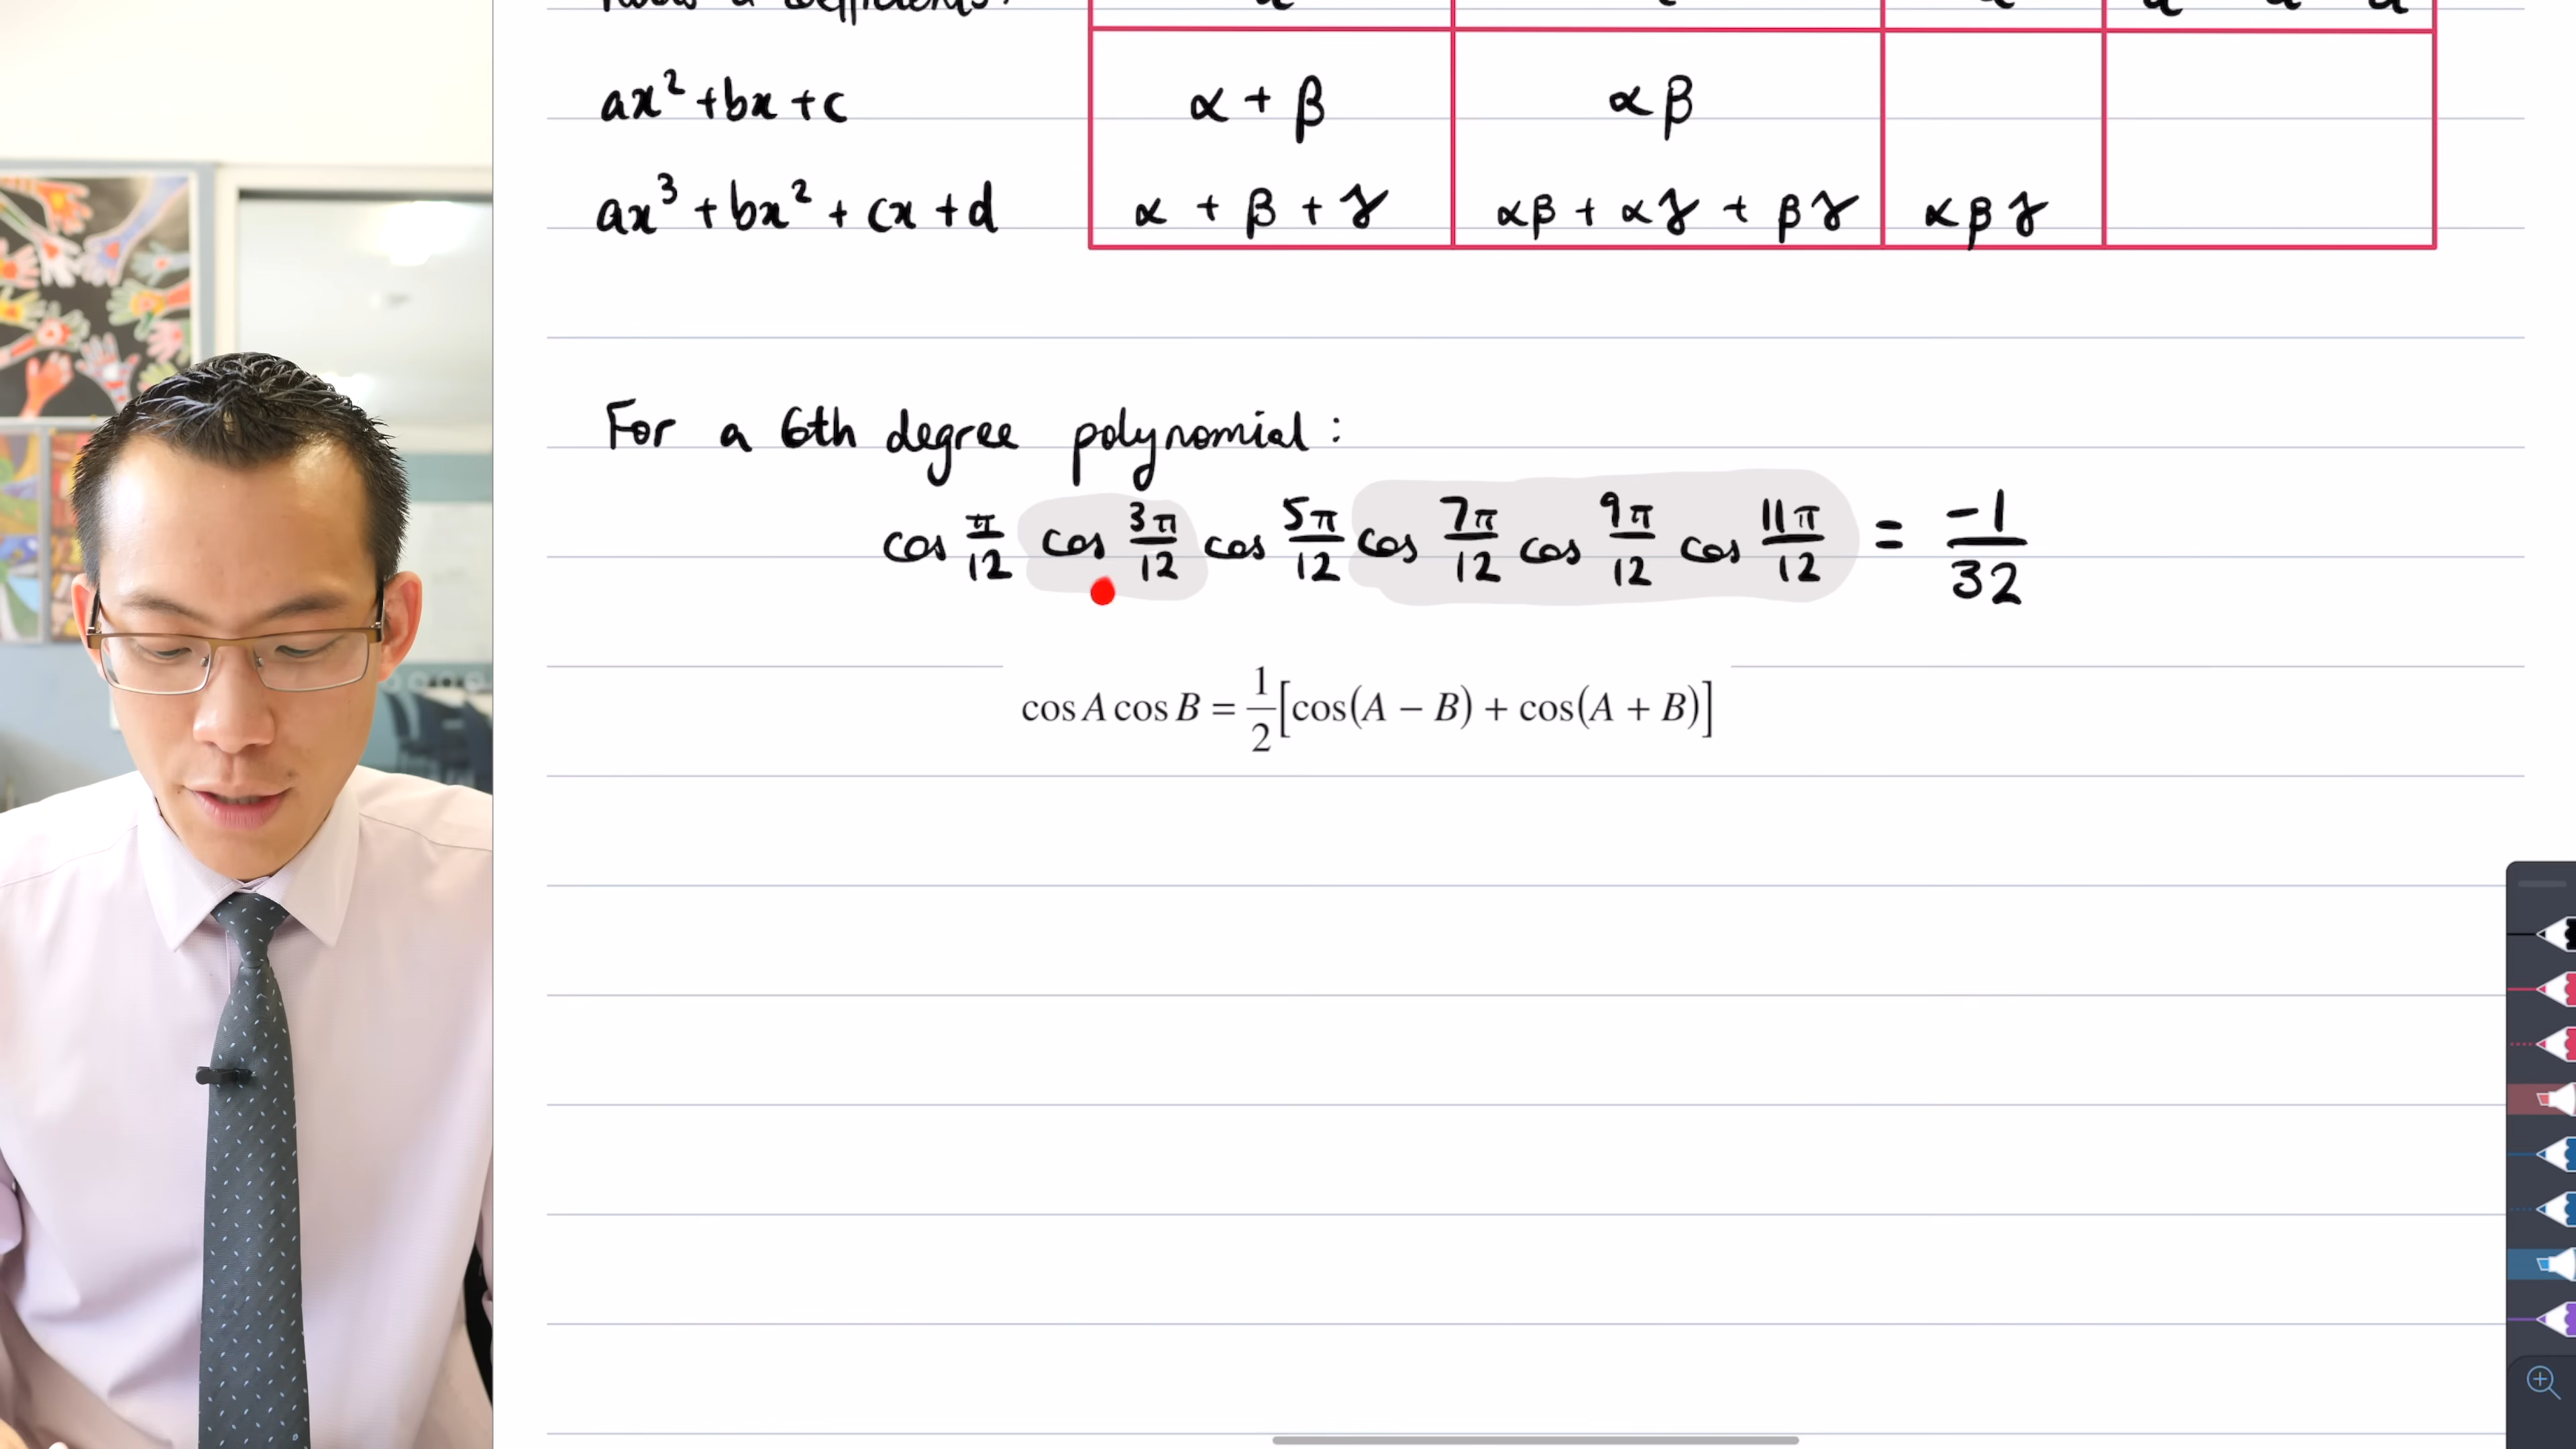 ax² + bx + c α + β αβ
ax³ + bx² + cx + d α + β + γ αβ + αγ + βγ αβγ
For a 6th degree polynomial :
cos π/12 cos 3π/12 cos 5π/12 cos 7π/12 cos 9π/12 cos 11π/12 = -1/32
cos A cos B = 1/2 [cos(A − B) + cos(A + B)]